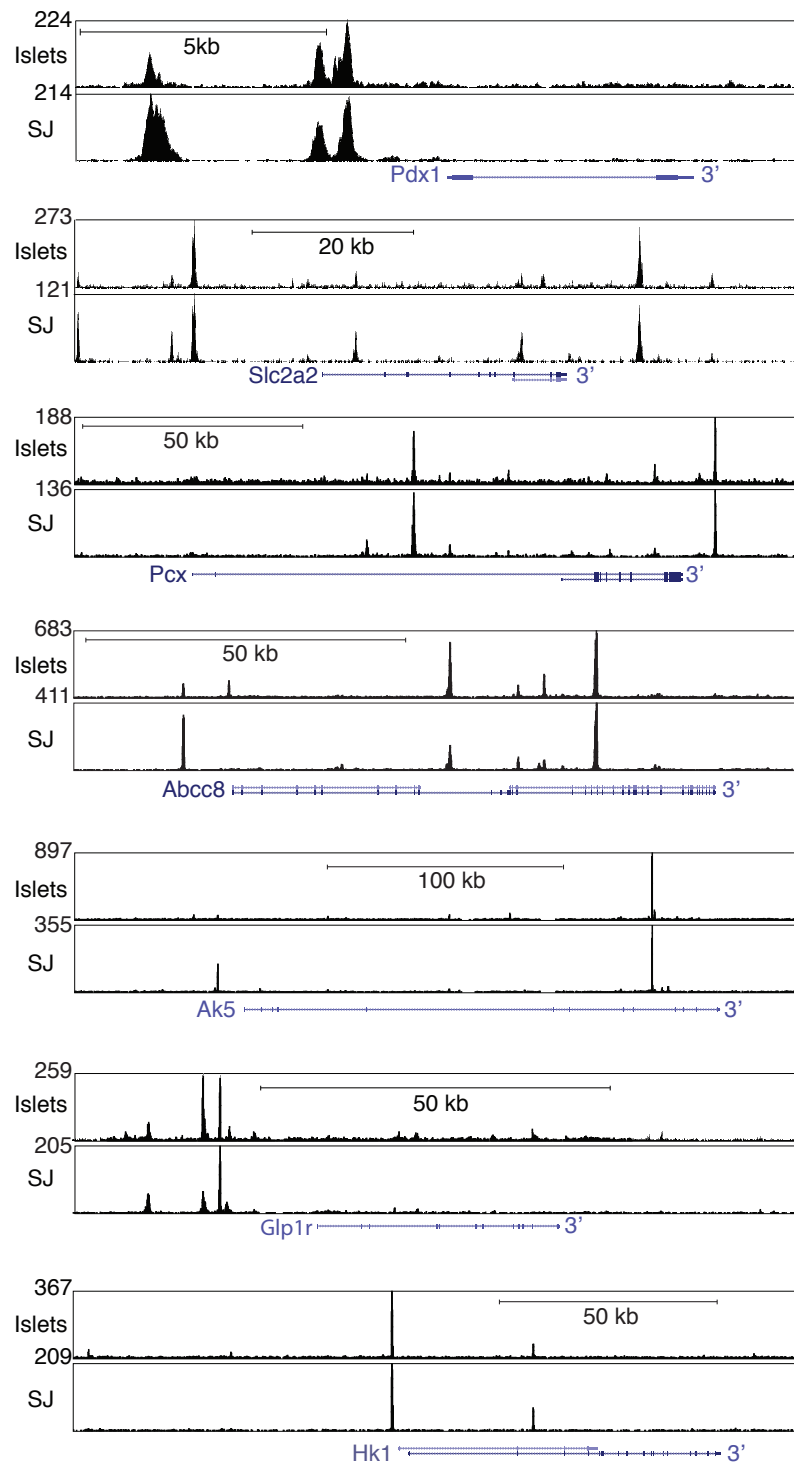 224
5kb
Islets
214
SJ
Pdx1 3’
273
20 kb
Islets
121
SJ
Slc2a2 3’
188
50 kb
Islets
136
SJ
Pcx 3’
683
50 kb
Islets
411
SJ
Abcc8 3’
897
100 kb
Islets
355
SJ
Ak5 3’
259
50 kb
Islets
205
SJ
Glp1r 3’
367
50 kb
Islets
209
SJ
Hk1 3’